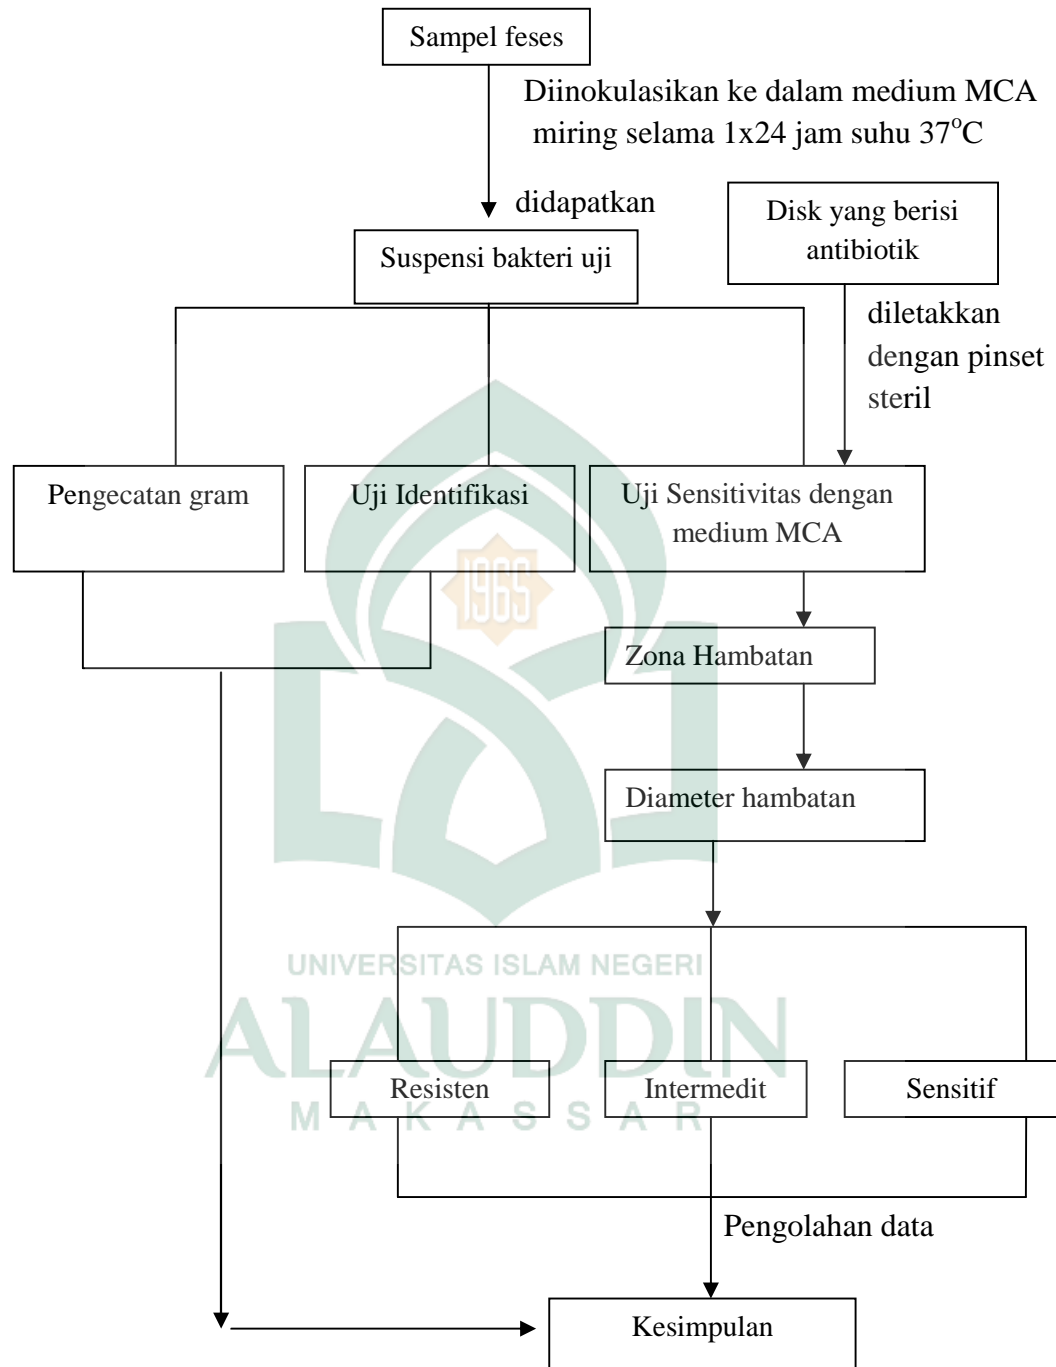 Sampel feses
Diinokulasikan ke dalam medium MCA
miring selama 1x24 jam suhu 37°C
didapatkan
Disk yang berisi
antibiotik
Suspensi bakteri uji
diletakkan
dengan pinset
steril
Pengecatan gram
Uji Identifikasi
Uji Sensitivitas dengan
medium MCA
1965
Zona Hambatan
Diameter hambatan
UNIVERSITAS ISLAM NEGERI
ALAUDDIN
MAKASSAR
Resisten
Intermedit
Sensitif
Pengolahan data
Kesimpulan